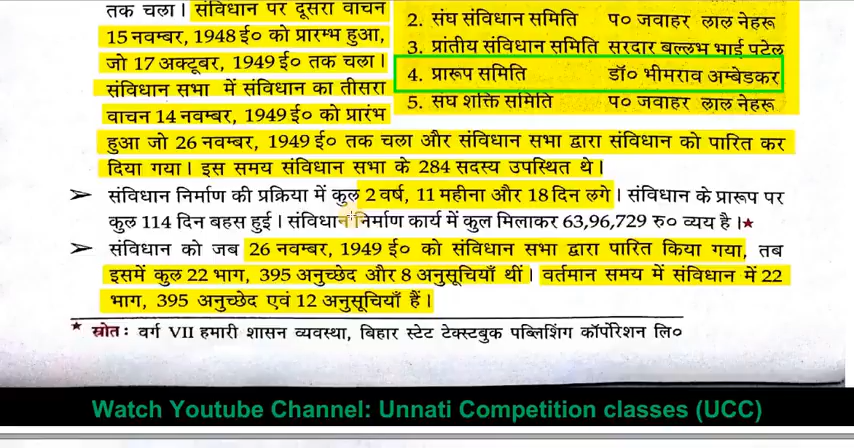 तक चला। संविधान पर दूसरा वाचन
15 नवम्बर, 1948 ई० को प्रारम्भ हुआ,
जो 17 अक्टूबर, 1949 ई० तक चला।
संविधान सभा में संविधान का तीसरा
वाचन 14 नवम्बर, 1949 ई० को प्रारंभ
2. संघ संविधान समिति प० जवाहर लाल नेहरू
3. प्रांतीय संविधान समिति सरदार बल्लभ भाई पटेल
4. प्रारूप समिति डॉ० भीमराव अम्बेडकर
5. संघ शक्ति समिति प० जवाहर लाल नेहरू
हुआ जो 26 नवम्बर, 1949 ई० तक चला और संविधान सभा द्वारा संविधान को पारित कर
दिया गया। इस समय संविधान सभा के 284 सदस्य उपस्थित थे।
➢ संविधान निर्माण की प्रक्रिया में कुल 2 वर्ष, 11 महीना और 18 दिन लगे। संविधान के प्रारूप पर
कुल 114 दिन बहस हुई। संविधान निर्माण कार्य में कुल मिलाकर 63,96,729 रु० व्यय है।★
➢ संविधान को जब 26 नवम्बर, 1949 ई० को संविधान सभा द्वारा पारित किया गया, तब
इसमें कुल 22 भाग, 395 अनुच्छेद और 8 अनुसूचियाँ थीं। वर्तमान समय में संविधान में 22
भाग, 395 अनुच्छेद एवं 12 अनुसूचियाँ हैं।
★ स्रोत: वर्ग VII हमारी शासन व्यवस्था, बिहार स्टेट टेक्स्टबुक पब्लिशिंग कॉर्पोरेशन लि०
Watch Youtube Channel: Unnati Competition classes (UCC)